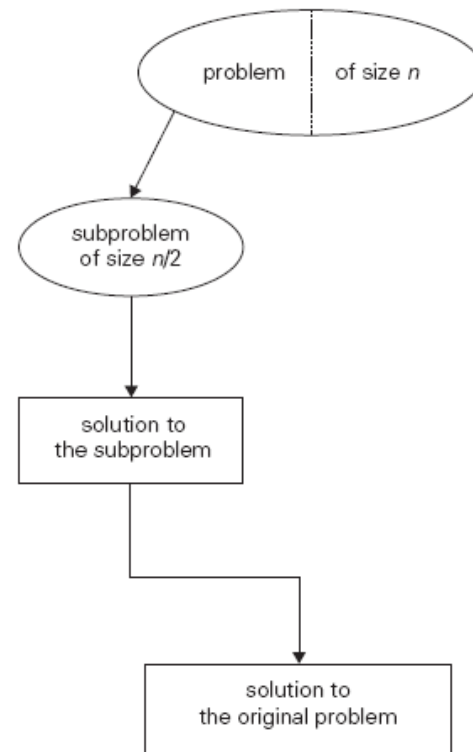 problem of size n
subproblem
of size n/2
solution to
the subproblem
solution to
the original problem